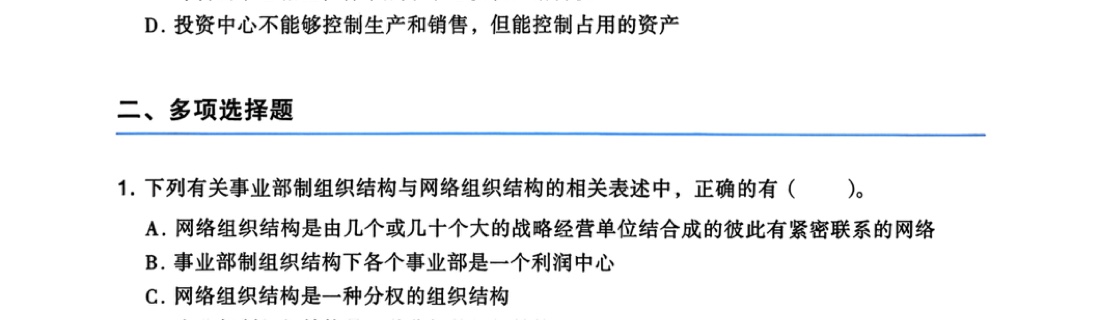 D. 投资中心不能够控制生产和销售，但能控制占用的资产
二、多项选择题
1. 下列有关事业部制组织结构与网络组织结构的相关表述中，正确的有（　　）。
A. 网络组织结构是由几个或几十个大的战略经营单位结合成的彼此有紧密联系的网络
B. 事业部制组织结构下各个事业部是一个利润中心
C. 网络组织结构是一种分权的组织结构